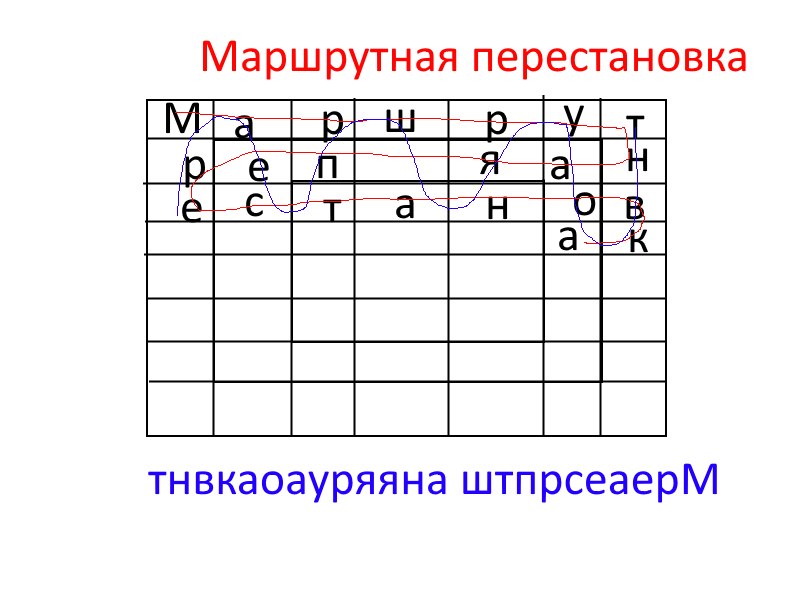 Маршрутная перестановка
М а р ш р у т
р е п я а н
е с т а н о в
а к
тнвкаоауряяна штпрсеаерМ